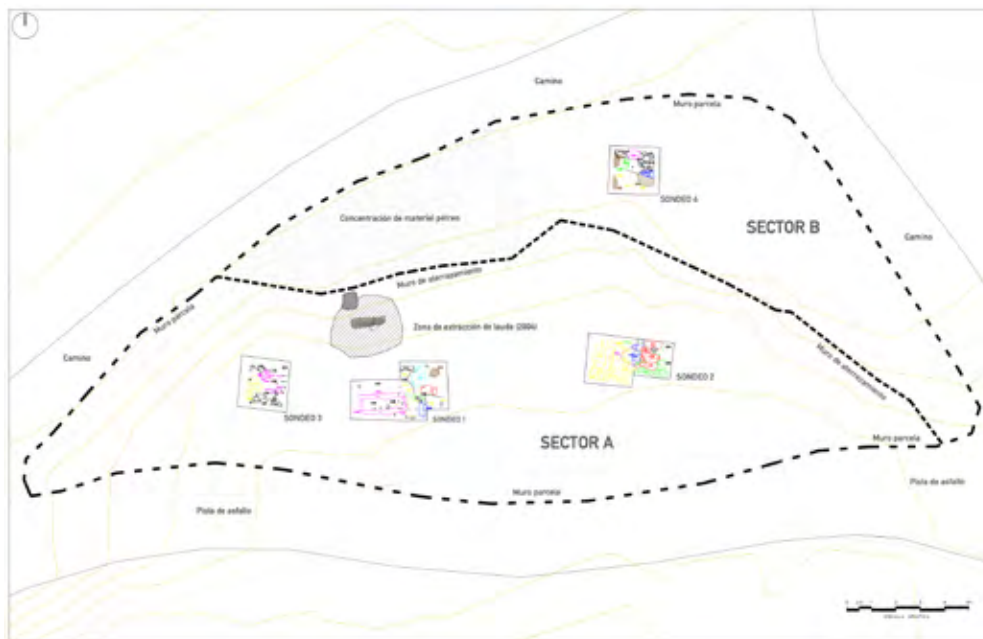 Camino
Muro parcela
SONDEO 4
Concentración de material pétreo
SECTOR B
Camino
Muro de aterrazamiento
Muro parcela
Zona de extracción de lauda (2004)
Camino
Muro de aterrazamiento
SONDEO 2
SONDEO 3
SONDEO 1
SECTOR A
Muro parcela
Muro parcela
Pista de asfalto
Pista de asfalto